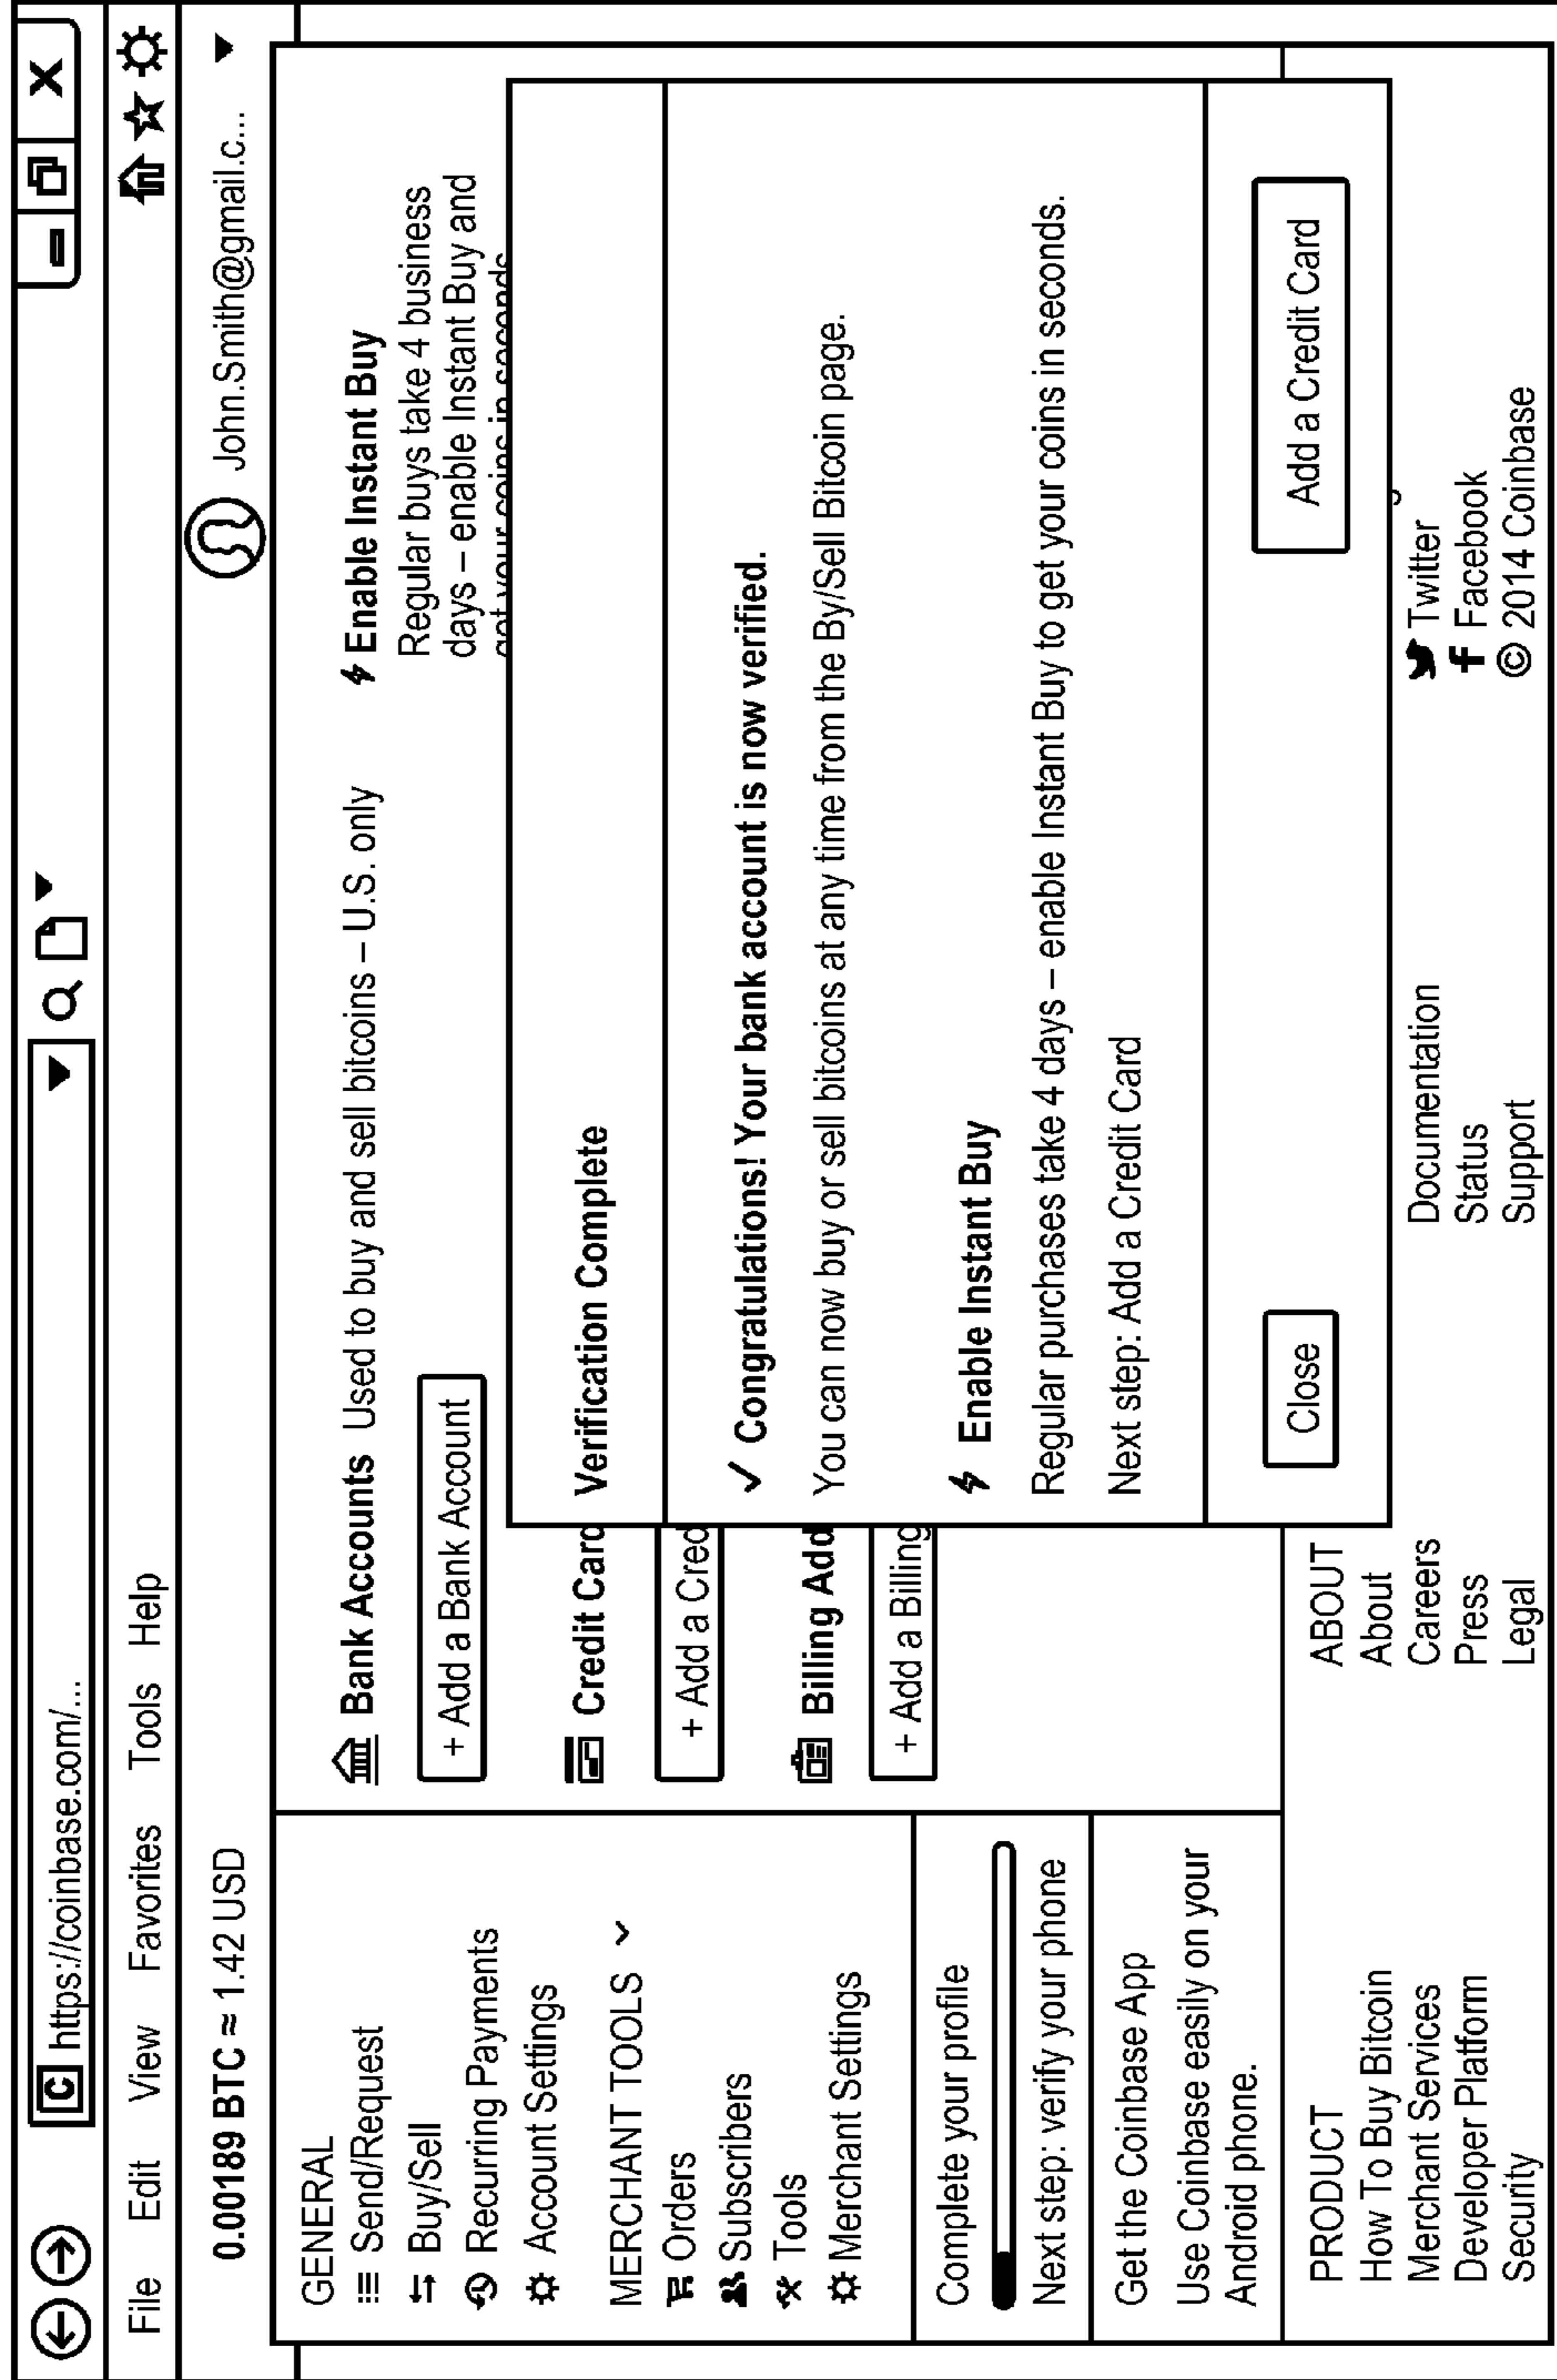 C https://coinbase.com/...
X
File Edit View Favorites Tools Help
0.00189 BTC ≈ 1.42 USD
John.Smith@gmail.c...
GENERAL
Send/Request
Buy/Sell
Recurring Payments
Account Settings
MERCHANT TOOLS
Orders
Subscribers
Tools
Merchant Settings
Complete your profile
Next step: verify your phone
Get the Coinbase App
Use Coinbase easily on your
Android phone.
Bank Accounts Used to buy and sell bitcoins – U.S. only
+ Add a Bank Account
Credit Card
+ Add a Cred
Billing Add
+ Add a Billing
Enable Instant Buy
Regular buys take 4 business
days – enable Instant Buy and
get your coins in seconds
Verification Complete
✓ Congratulations! Your bank account is now verified.
You can now buy or sell bitcoins at any time from the By/Sell Bitcoin page.
Enable Instant Buy
Regular purchases take 4 days – enable Instant Buy to get your coins in seconds.
Next step: Add a Credit Card
Close
Add a Credit Card
PRODUCT
How To Buy Bitcoin
Merchant Services
Developer Platform
Security
ABOUT
About
Careers
Press
Legal
Documentation
Status
Support
Twitter
f Facebook
© 2014 Coinbase